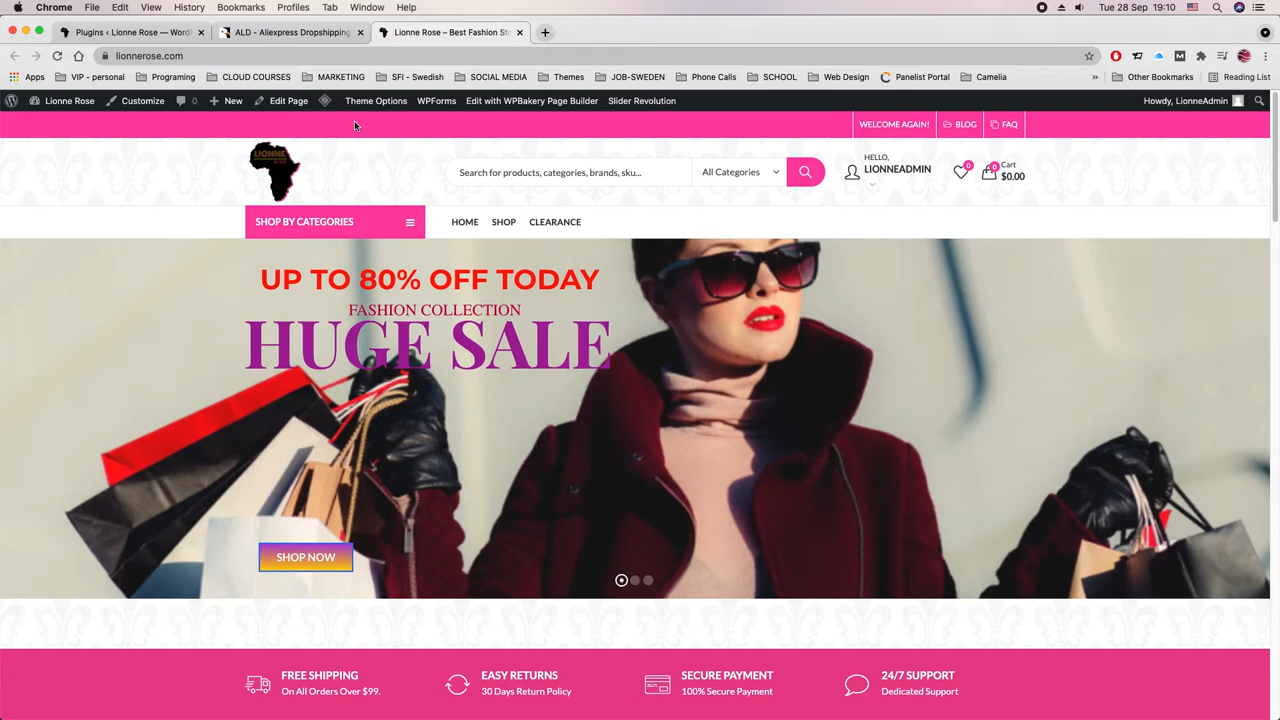 Chrome File Edit View History Bookmarks Profiles Tab Window Help Tue 28 Sep 19:10
Plugins ‹ Lionne Rose — Word ALD - Aliexpress Dropshipping Lionne Rose – Best Fashion Sto
lionnerose.com
Apps VIP - personal Programing CLOUD COURSES MARKETING SFI - Swedish SOCIAL MEDIA Themes JOB-SWEDEN Phone Calls SCHOOL Web Design Panelist Portal Camelia » Other Bookmarks Reading List
Lionne Rose Customize 0 New Edit Page Theme Options WPForms Edit with WPBakery Page Builder Slider Revolution Howdy, LionneAdmin
WELCOME AGAIN! BLOG FAQ
LIONNE
Search for products, categories, brands, sku... All Categories
HELLO,
LIONNEADMIN
0
0
Cart
$0.00
SHOP BY CATEGORIES HOME SHOP CLEARANCE
UP TO 80% OFF TODAY
FASHION COLLECTION
HUGE SALE
SHOP NOW
FREE SHIPPING
On All Orders Over $99.
EASY RETURNS
30 Days Return Policy
SECURE PAYMENT
100% Secure Payment
24/7 SUPPORT
Dedicated Support